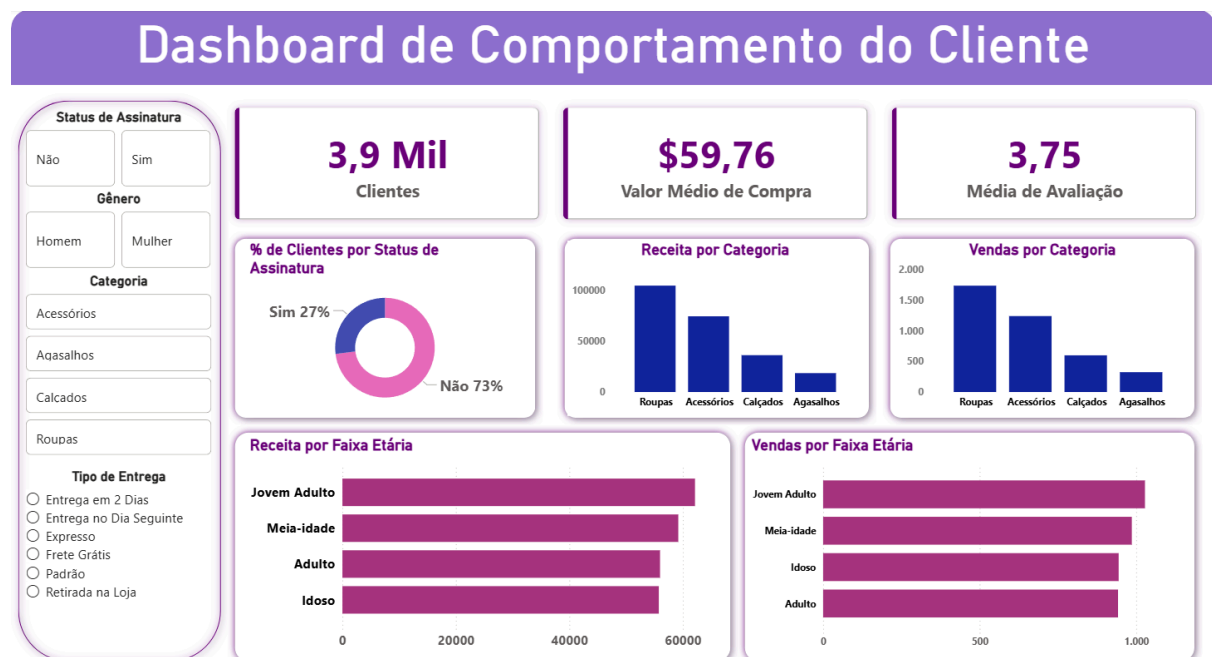 Dashboard de Comportamento do Cliente
Status de Assinatura
Não
Sim
Gênero
Homem
Mulher
Categoria
Acessórios
Agasalhos
Calçados
Roupas
Tipo de Entrega
Entrega em 2 Dias
Entrega no Dia Seguinte
Expresso
Frete Grátis
Padrão
Retirada na Loja
3,9 Mil
Clientes
$59,76
Valor Médio de Compra
3,75
Média de Avaliação
% de Clientes por Status de
Assinatura
Sim 27%
Não 73%
Receita por Categoria
100000
50000
0
Roupas Acessórios Calçados Agasalhos
Vendas por Categoria
2.000
1.500
1.000
500
0
Roupas Acessórios Calçados Agasalhos
Receita por Faixa Etária
Jovem Adulto
Meia-idade
Adulto
Idoso
0 20000 40000 60000
Vendas por Faixa Etária
Jovem Adulto
Meia-idade
Idoso
Adulto
0 500 1.000